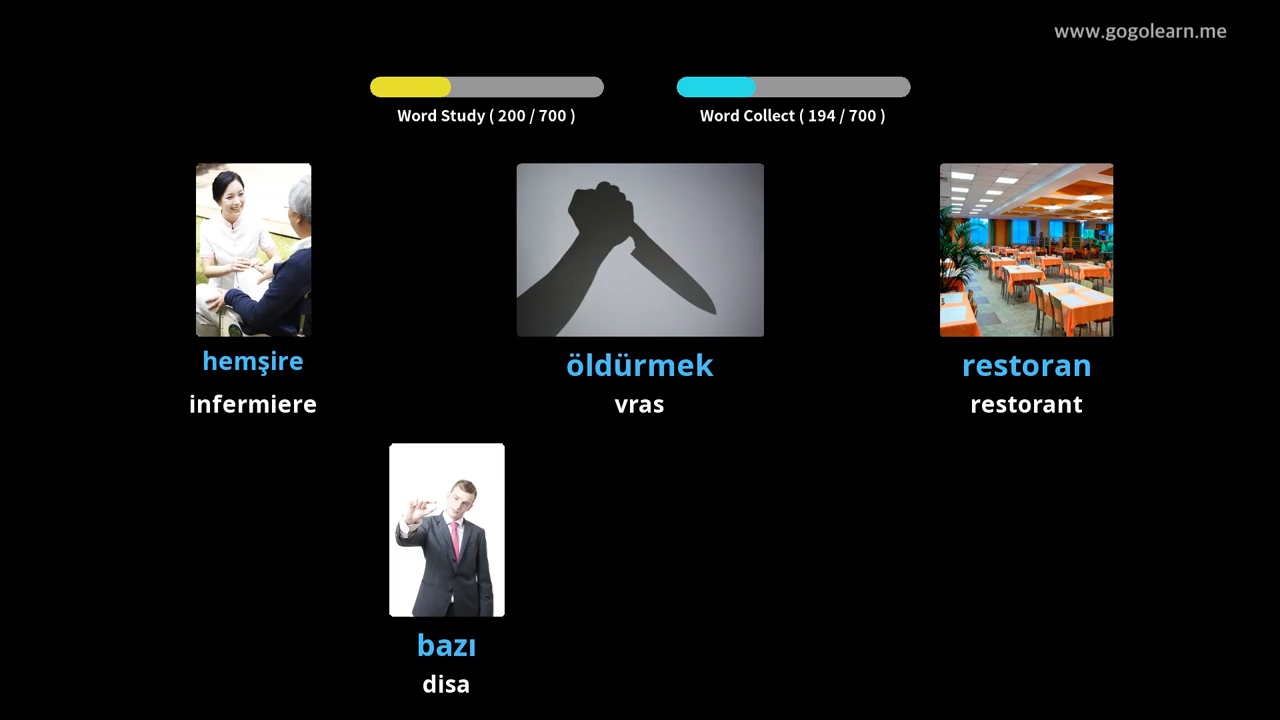 www.gogolearn.me
Word Study ( 200 / 700 )
Word Collect ( 194 / 700 )
hemşire
infermiere
öldürmek
vras
restoran
restorant
bazı
disa